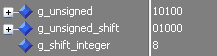 g_unsigned 10100
g_unsigned_shift 01000
g_shift_integer 8